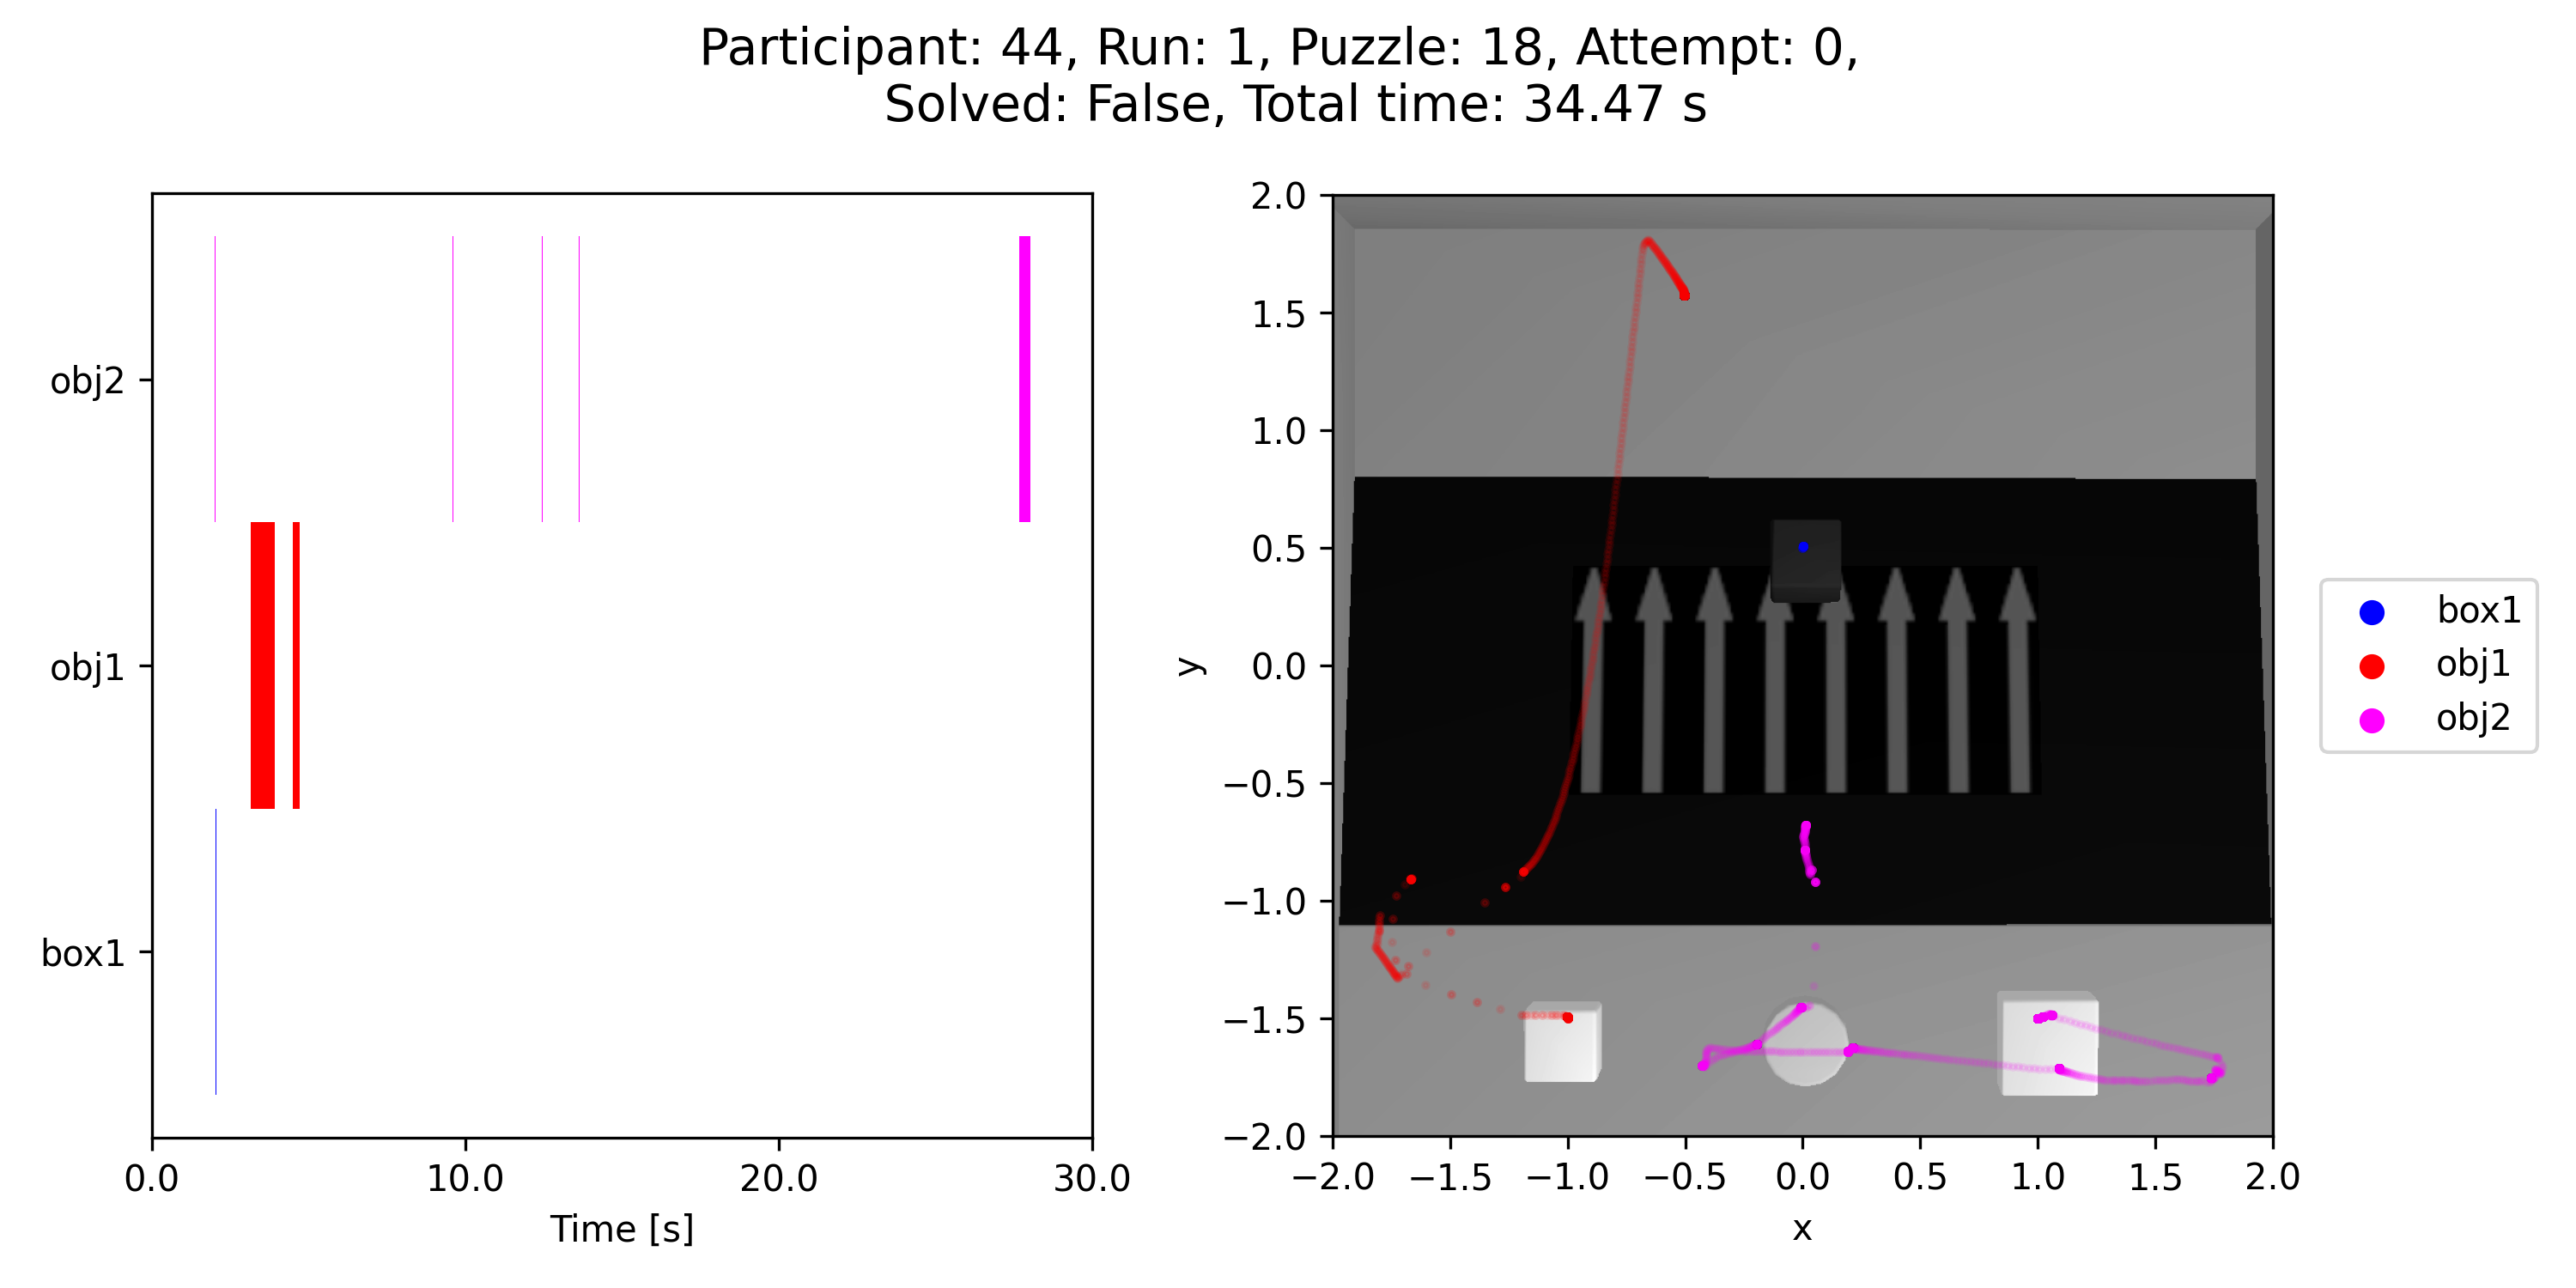 Participant: 44, Run: 1, Puzzle: 18, Attempt: 0,
Solved: False, Total time: 34.47 s
obj2
obj1
box1
0.0 10.0 20.0 30.0
Time [s]
2.0
1.5
1.0
0.5
0.0
−0.5
−1.0
−1.5
−2.0
y
−2.0 −1.5 −1.0 −0.5 0.0 0.5 1.0 1.5 2.0
x
box1
obj1
obj2